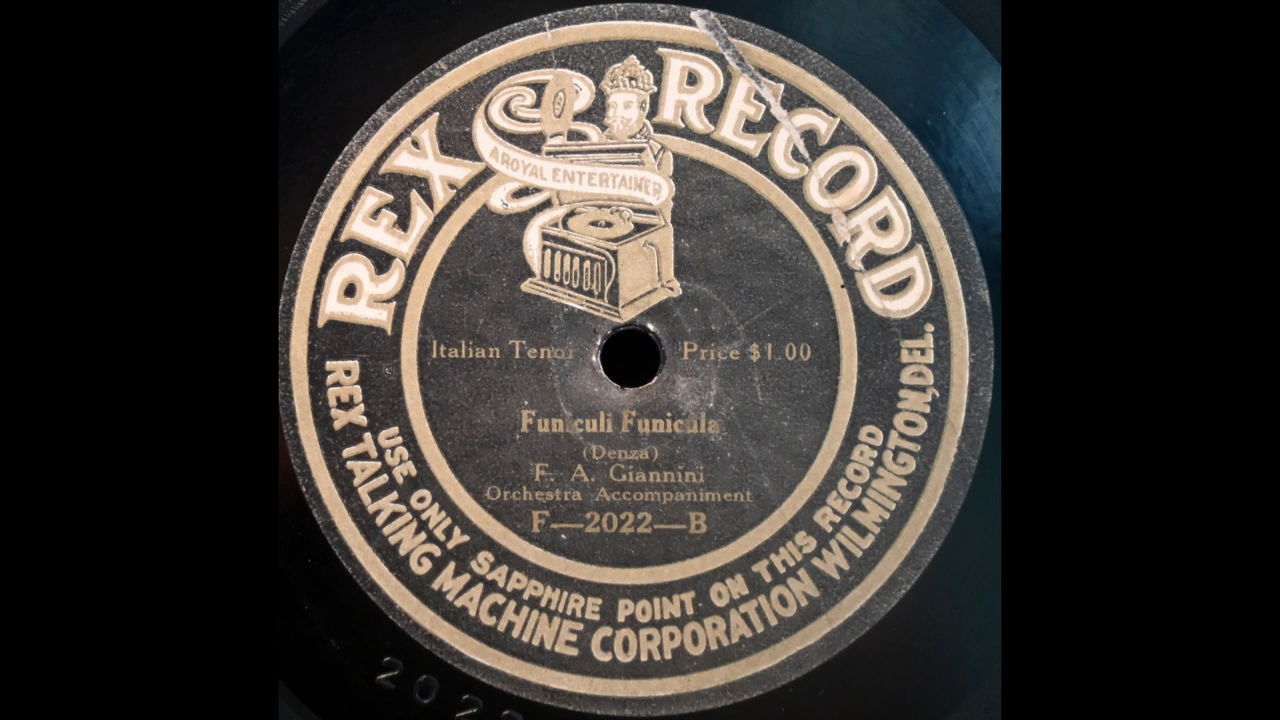 REX RECORD
A ROYAL ENTERTAINER
Italian Tenor Price $1.00
Funiculi Funicula
(Denza)
F. A. Giannini
Orchestra Accompaniment
F—2022—B
USE ONLY SAPPHIRE POINT ON THIS RECORD
REX TALKING MACHINE CORPORATION WILMINGTON, DEL.